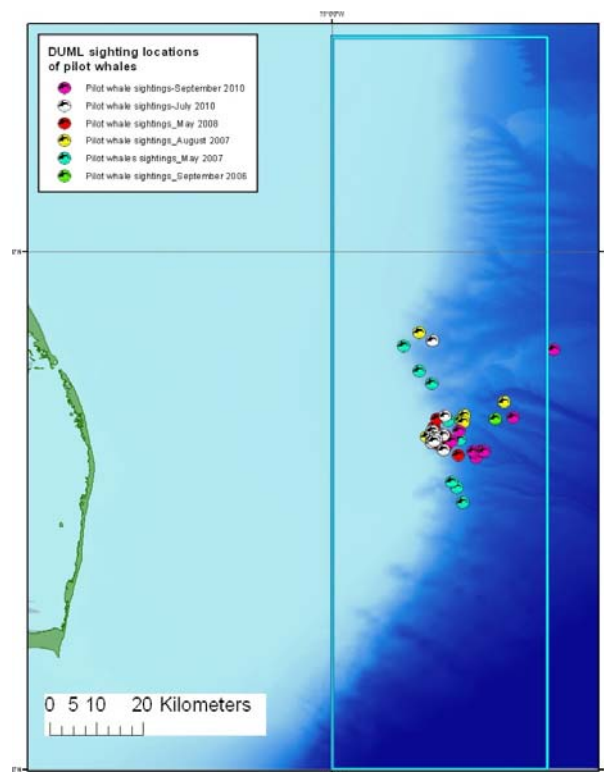 DUML sighting locations
of pilot whales
Pilot whale sightings-September 2010
Pilot whale sightings-July 2010
Pilot whale sightings_May 2008
Pilot whale sightings_August 2007
Pilot whales sightings_May 2007
Pilot whale sightings_September 2006
0 5 10 20 Kilometers